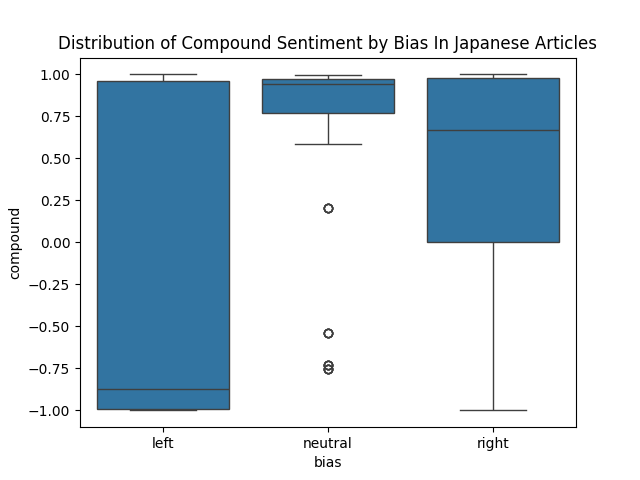 Distribution of Compound Sentiment by Bias In Japanese Articles
1.00
0.75
0.50
0.25
0.00
−0.25
−0.50
−0.75
−1.00
compound
left
neutral
right
bias